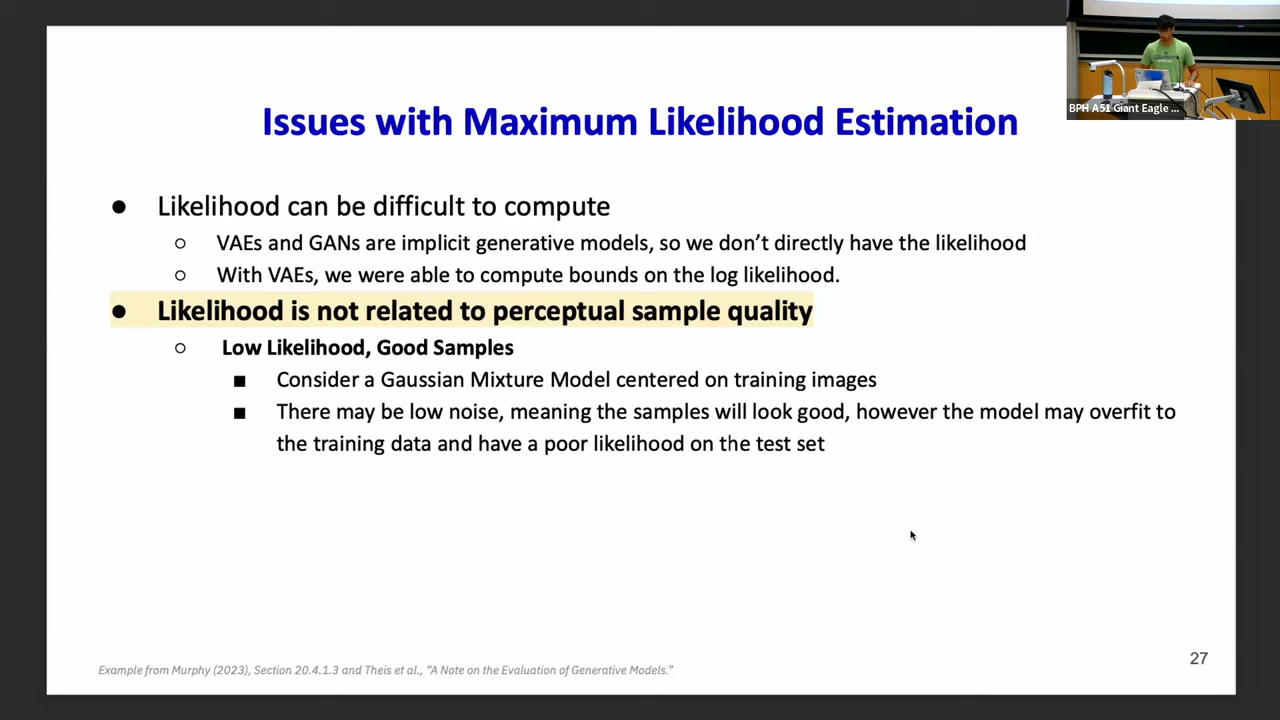 BPH A51 Giant Eagle ...
Issues with Maximum Likelihood Estimation
● Likelihood can be difficult to compute
○ VAEs and GANs are implicit generative models, so we don’t directly have the likelihood
○ With VAEs, we were able to compute bounds on the log likelihood.
● Likelihood is not related to perceptual sample quality
○ Low Likelihood, Good Samples
■ Consider a Gaussian Mixture Model centered on training images
■ There may be low noise, meaning the samples will look good, however the model may overfit to
the training data and have a poor likelihood on the test set
Example from Murphy (2023), Section 20.4.1.3 and Theis et al., “A Note on the Evaluation of Generative Models.”
27